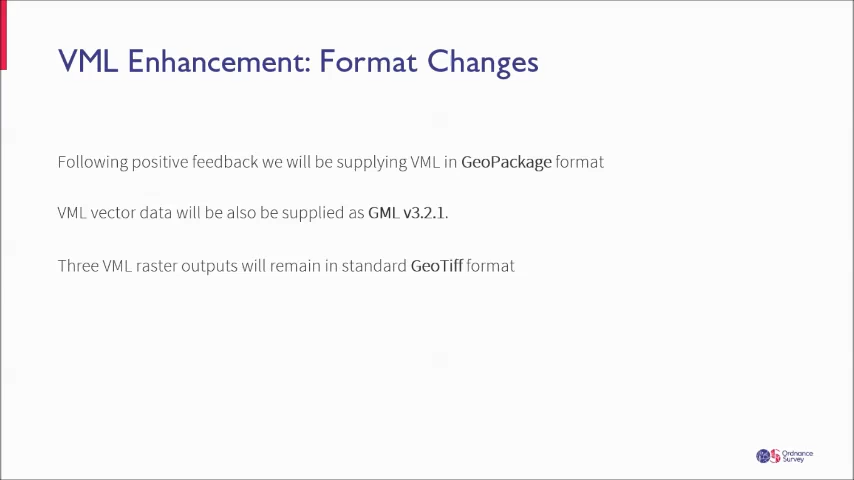 VML Enhancement: Format Changes
Following positive feedback we will be supplying VML in GeoPackage format
VML vector data will be also be supplied as GML v3.2.1.
Three VML raster outputs will remain in standard GeoTiff format
Ordnance
Survey